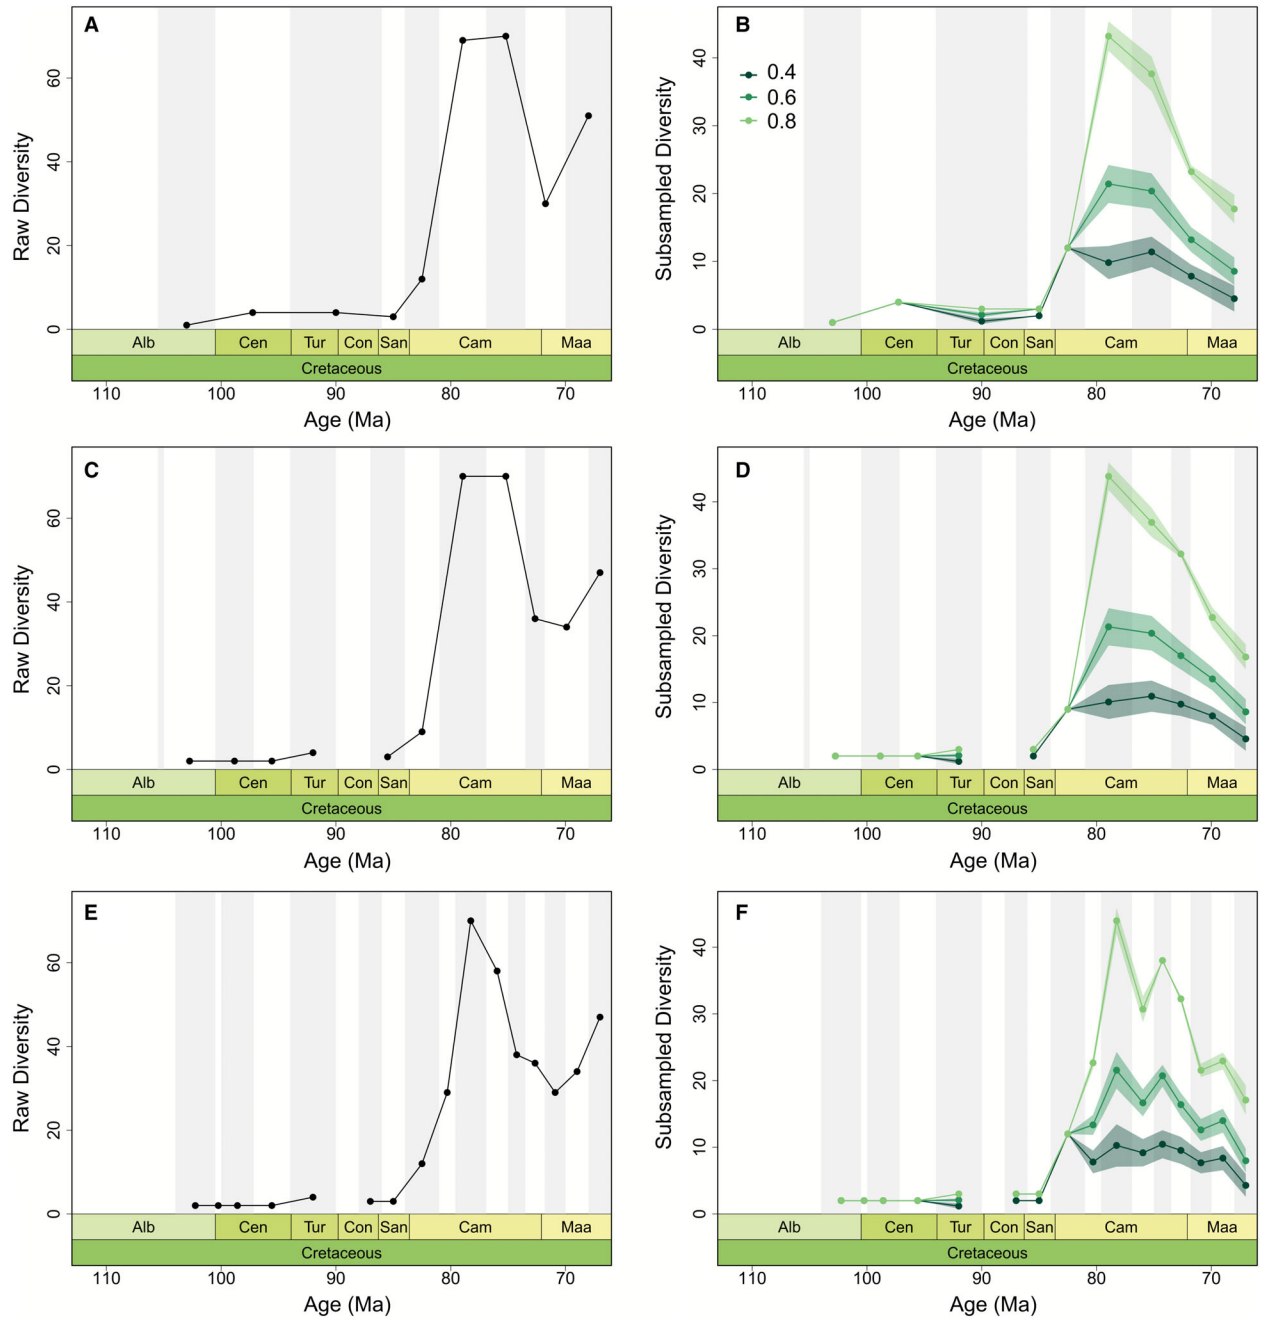 A
Raw Diversity
0 20 40 60
Alb Cen Tur Con San Cam Maa
Cretaceous
110 100 90 80 70
Age (Ma)
B
0.4
0.6
0.8
Subsampled Diversity
0 10 20 30 40
Alb Cen Tur Con San Cam Maa
Cretaceous
110 100 90 80 70
Age (Ma)
C
Raw Diversity
0 20 40 60
Alb Cen Tur Con San Cam Maa
Cretaceous
110 100 90 80 70
Age (Ma)
D
Subsampled Diversity
0 10 20 30 40
Alb Cen Tur Con San Cam Maa
Cretaceous
110 100 90 80 70
Age (Ma)
E
Raw Diversity
0 20 40 60
Alb Cen Tur Con San Cam Maa
Cretaceous
110 100 90 80 70
Age (Ma)
F
Subsampled Diversity
0 10 20 30 40
Alb Cen Tur Con San Cam Maa
Cretaceous
110 100 90 80 70
Age (Ma)